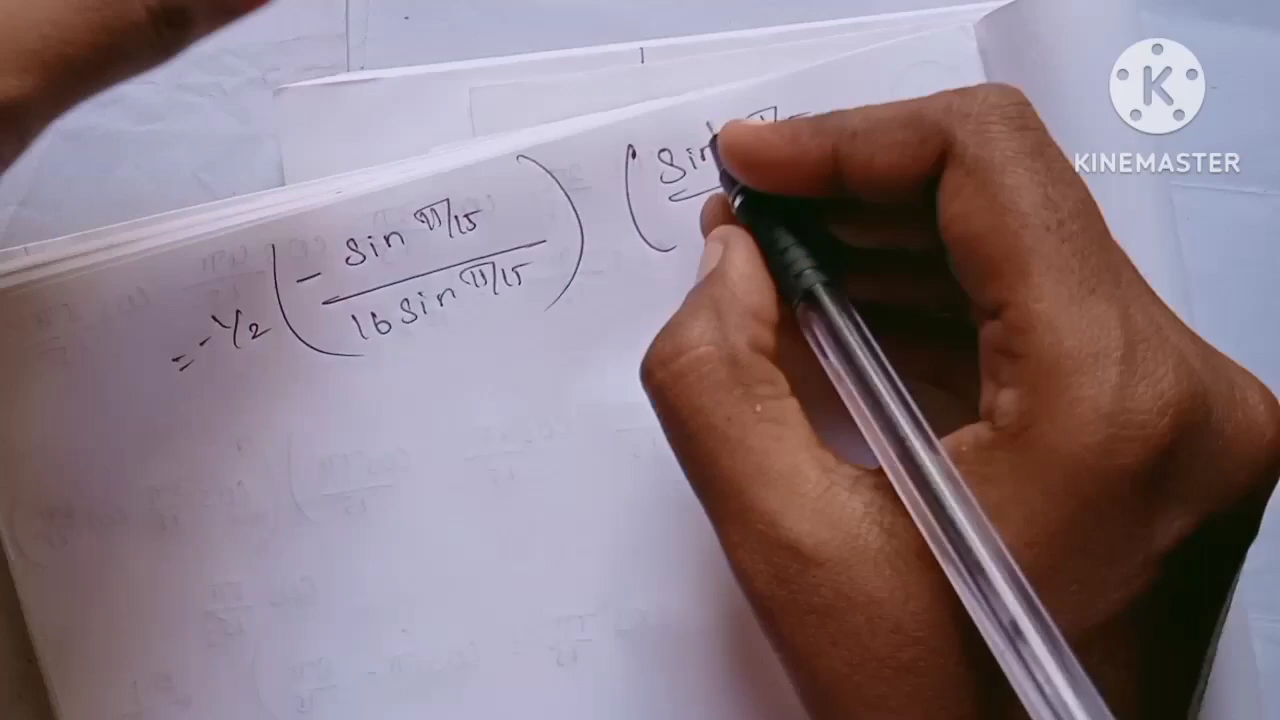 = - 1/2 ( - sin π/15 / 16 sin π/15 ) ( sin π
K
KINEMASTER